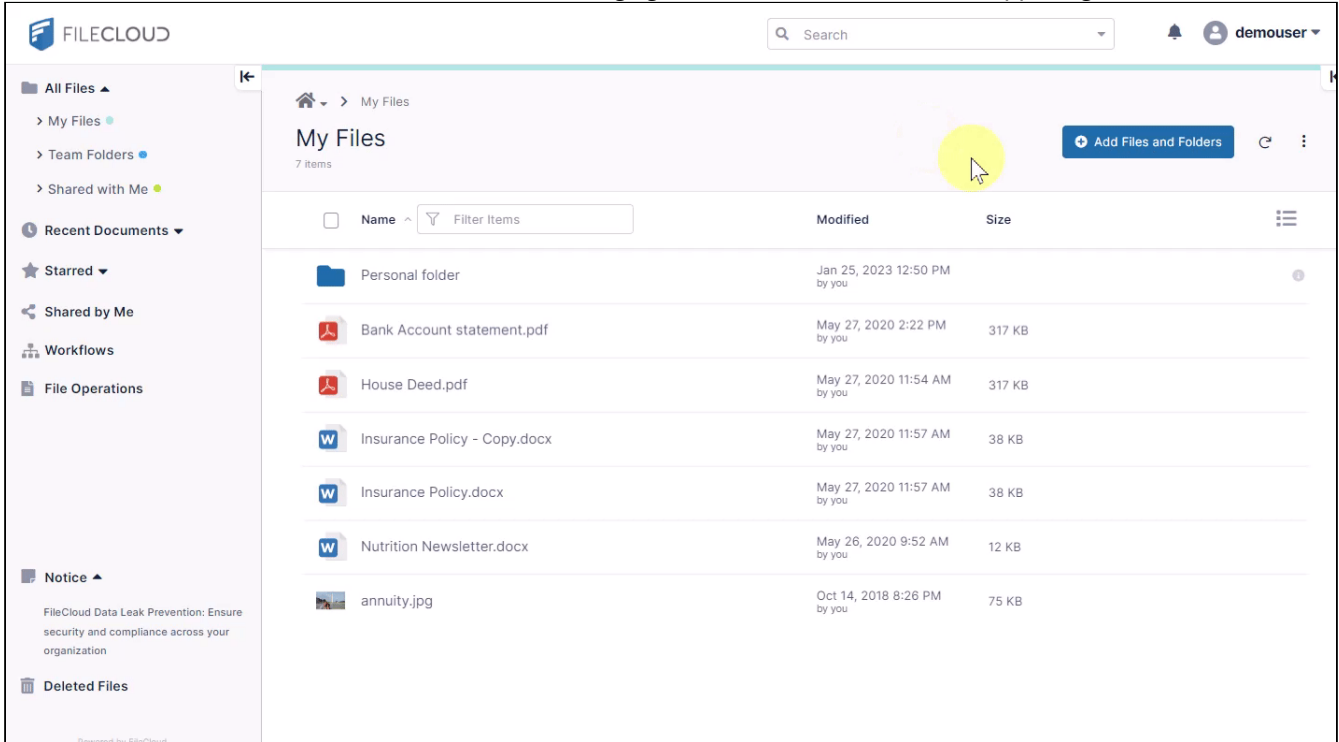 FILECLOUD
Search
demouser
All Files
My Files
Team Folders
Shared with Me
Recent Documents
Starred
Shared by Me
Workflows
File Operations
Notice
FileCloud Data Leak Prevention: Ensure
security and compliance across your
organization
Deleted Files
Powered by FileCloud
My Files
My Files
7 items
Add Files and Folders
Name Filter Items Modified Size
Personal folder Jan 25, 2023 12:50 PM
by you
Bank Account statement.pdf May 27, 2020 2:22 PM 317 KB
by you
House Deed.pdf May 27, 2020 11:54 AM 317 KB
by you
Insurance Policy - Copy.docx May 27, 2020 11:57 AM 38 KB
by you
Insurance Policy.docx May 27, 2020 11:57 AM 38 KB
by you
Nutrition Newsletter.docx May 26, 2020 9:52 AM 12 KB
by you
annuity.jpg Oct 14, 2018 8:26 PM 75 KB
by you